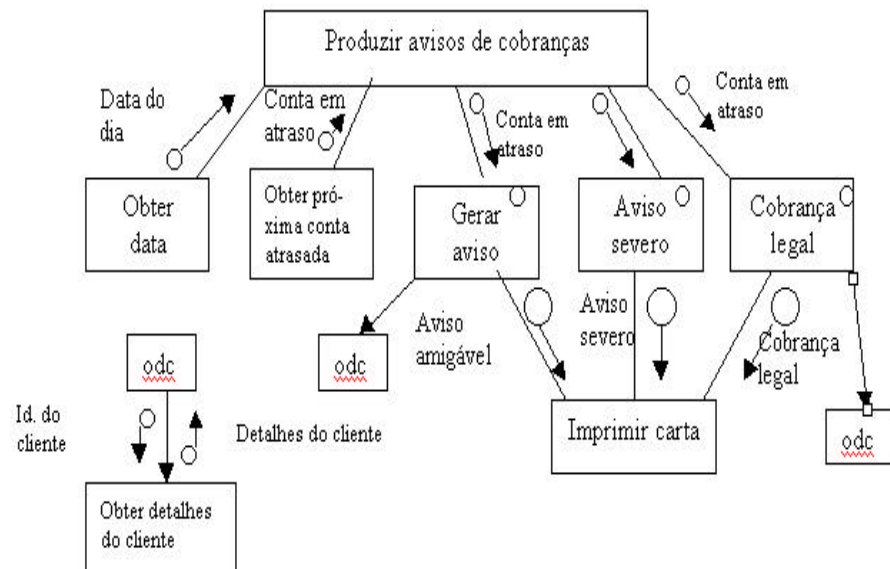 Produzir avisos de cobranças
Data do
dia
Conta em
atraso
Conta em
atraso
Conta em
atraso
Obter
data
Obter pró-
xima conta
atrasada
Gerar
aviso
Aviso
severo
Cobrança
legal
odc
odc
Aviso
amigável
Aviso
severo
Cobrança
legal
Id. do
cliente
Detalhes do cliente
Imprimir carta
odc
Obter detalhes
do cliente